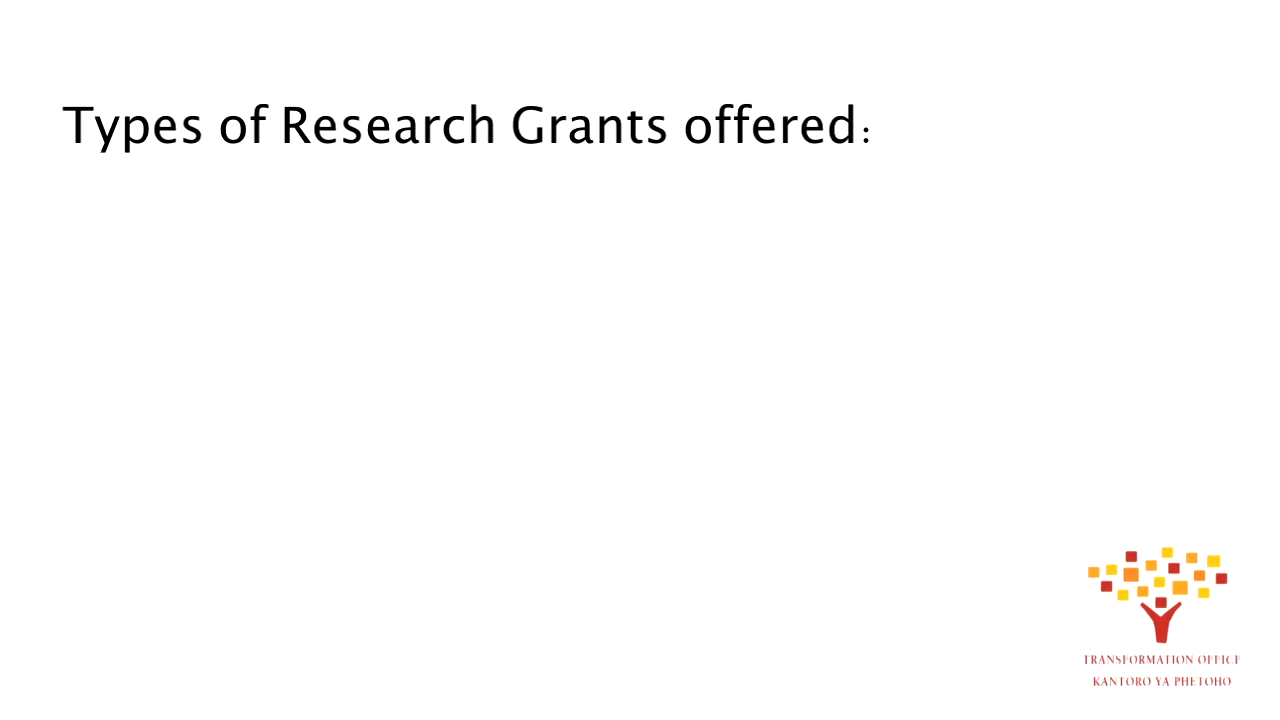 Types of Research Grants offered:
TRANSFORMATION OFFICE
KANTORO YA PHETOHO